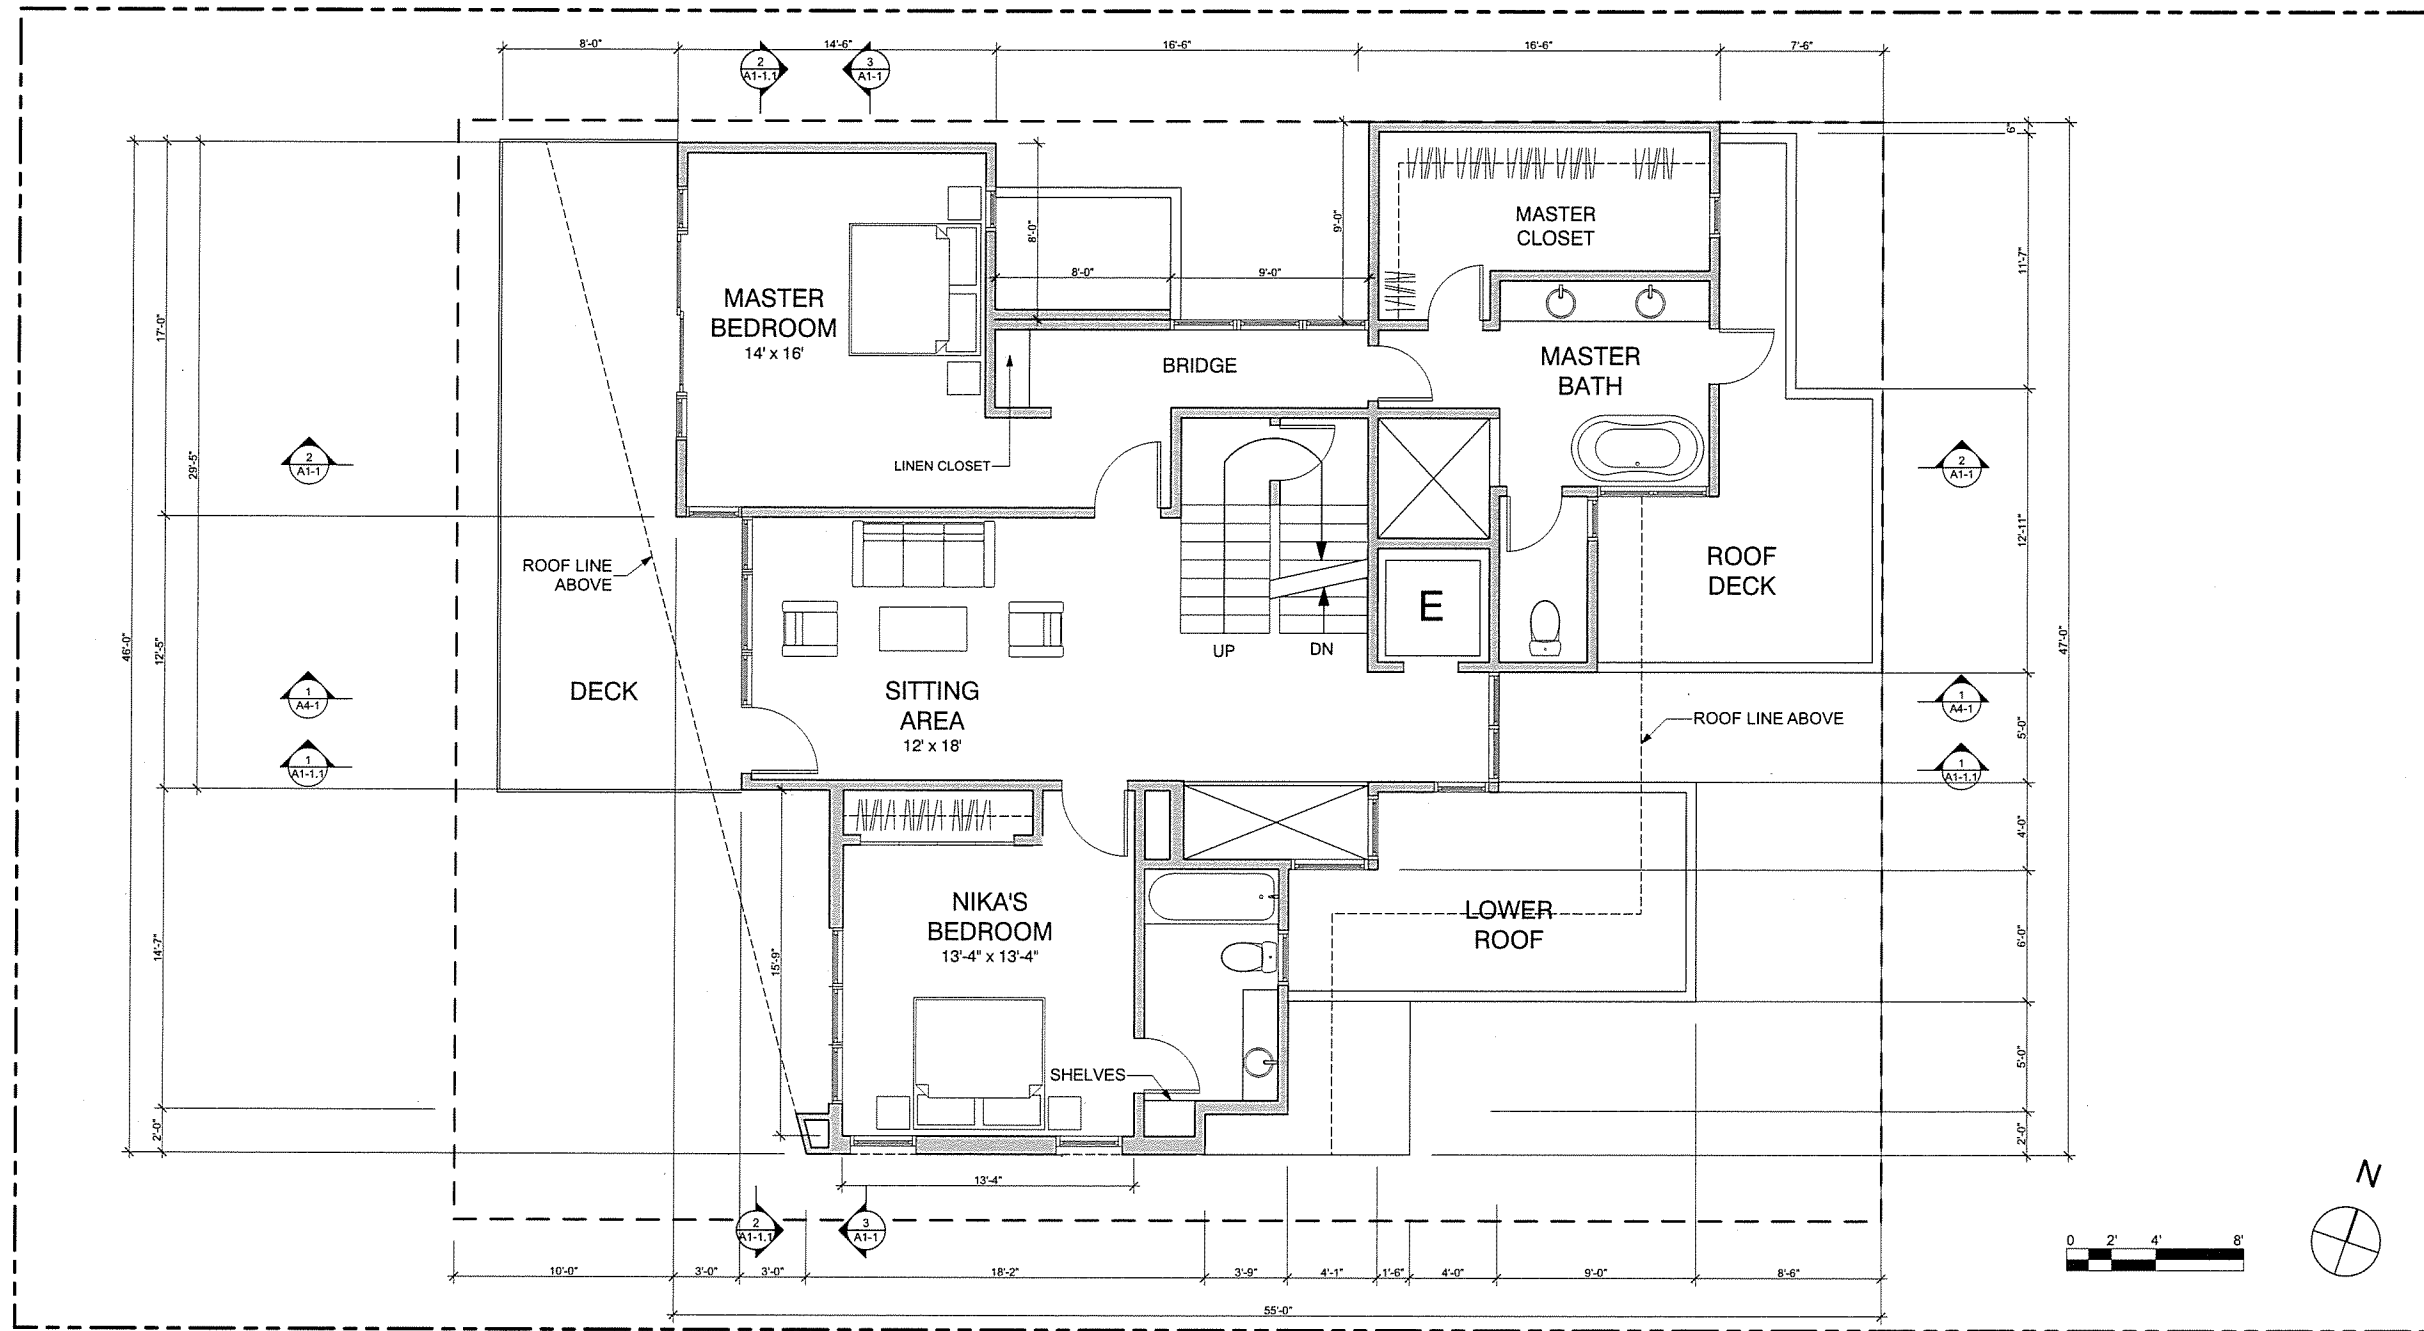 8'-0" 14'-6" 16'-6" 16'-6" 7'-6"
2
A1-1.1
3
A1-1
6"
MASTER
CLOSET
8'-0"
9'-0"
11'-7"
8'-0" 9'-0"
MASTER
BEDROOM
14' x 16'
17'-0"
BRIDGE
MASTER
BATH
29'-5"
2
A1-1
LINEN CLOSET
2
A1-1
12'-11"
ROOF LINE
ABOVE
ROOF
DECK
E
46'-0"
12'-5"
47'-0"
UP DN
DECK
SITTING
AREA
12' x 18'
1
A4-1
1
A4-1
ROOF LINE ABOVE
5'-0"
1
A1-1.1
1
A1-1.1
4'-0"
NIKA'S
BEDROOM
13'-4" x 13'-4"
LOWER
ROOF
14'-7"
15'-9"
6'-0"
SHELVES
5'-0"
2'-0"
2'-0"
13'-4"
N
2
A1-1.1
3
A1-1
0 2' 4' 8'
10'-0" 3'-0" 3'-0" 18'-2" 3'-9" 4'-1" 1'-6" 4'-0" 9'-0" 8'-6"
55'-0"